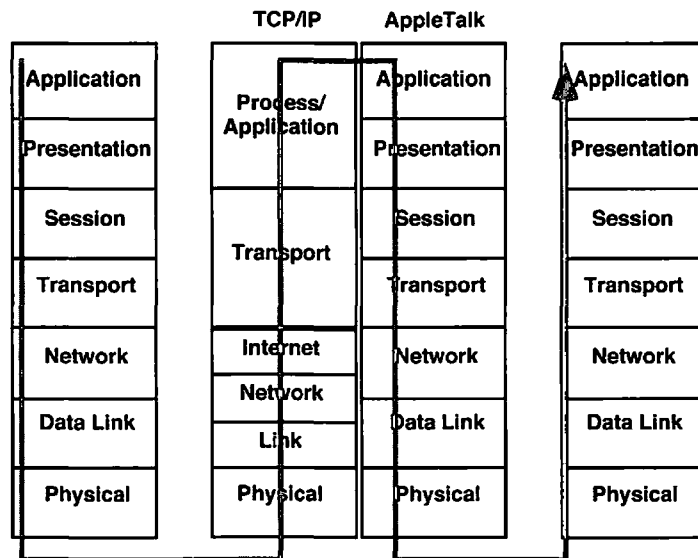 TCP/IP
AppleTalk
Application
Presentation
Session
Transport
Network
Data Link
Physical
Process/
Application
Transport
Internet
Network
Link
Physical
Application
Presentation
Session
Transport
Network
Data Link
Physical
Application
Presentation
Session
Transport
Network
Data Link
Physical